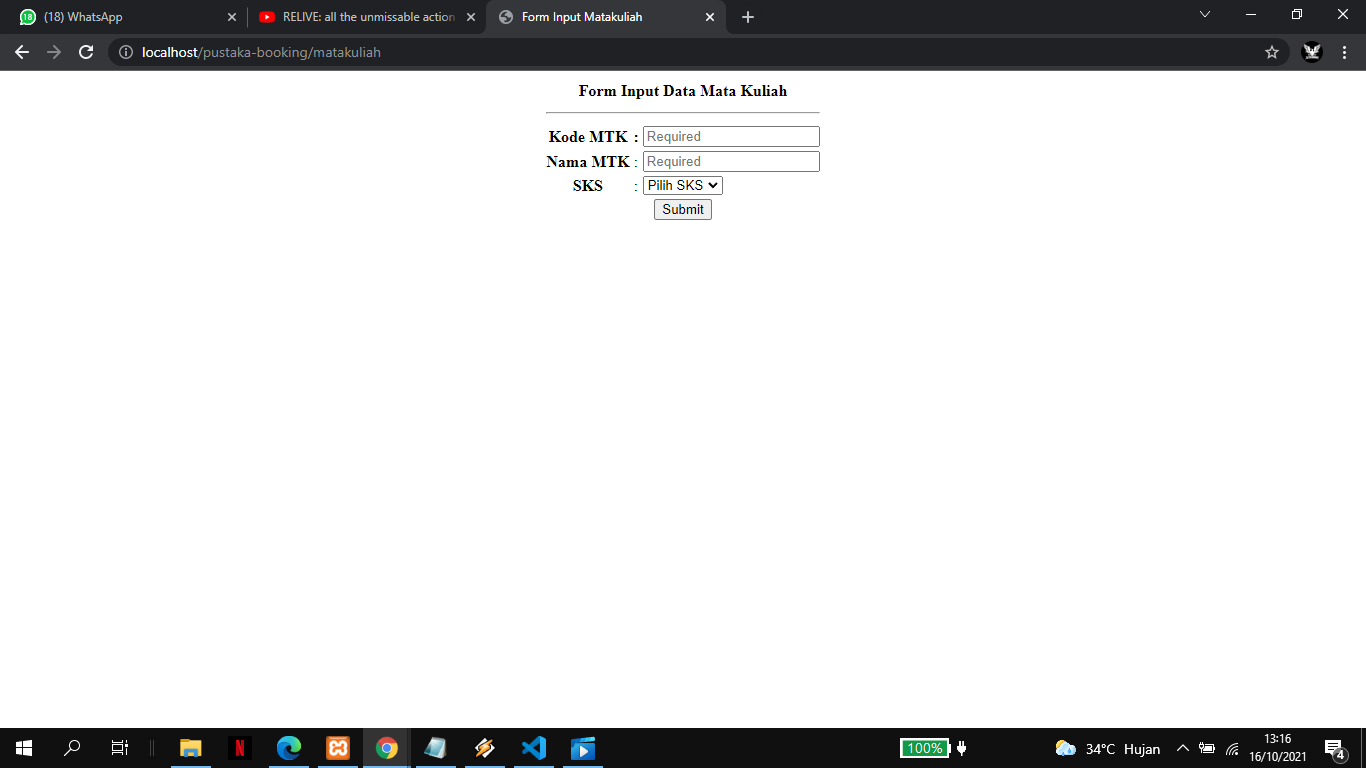 18 (18) WhatsApp
RELIVE: all the unmissable action
Form Input Matakuliah
localhost/pustaka-booking/matakuliah
Form Input Data Mata Kuliah
Kode MTK : Required
Nama MTK : Required
SKS : Pilih SKS
Submit
N
100%
34°C Hujan
13:16
16/10/2021
4